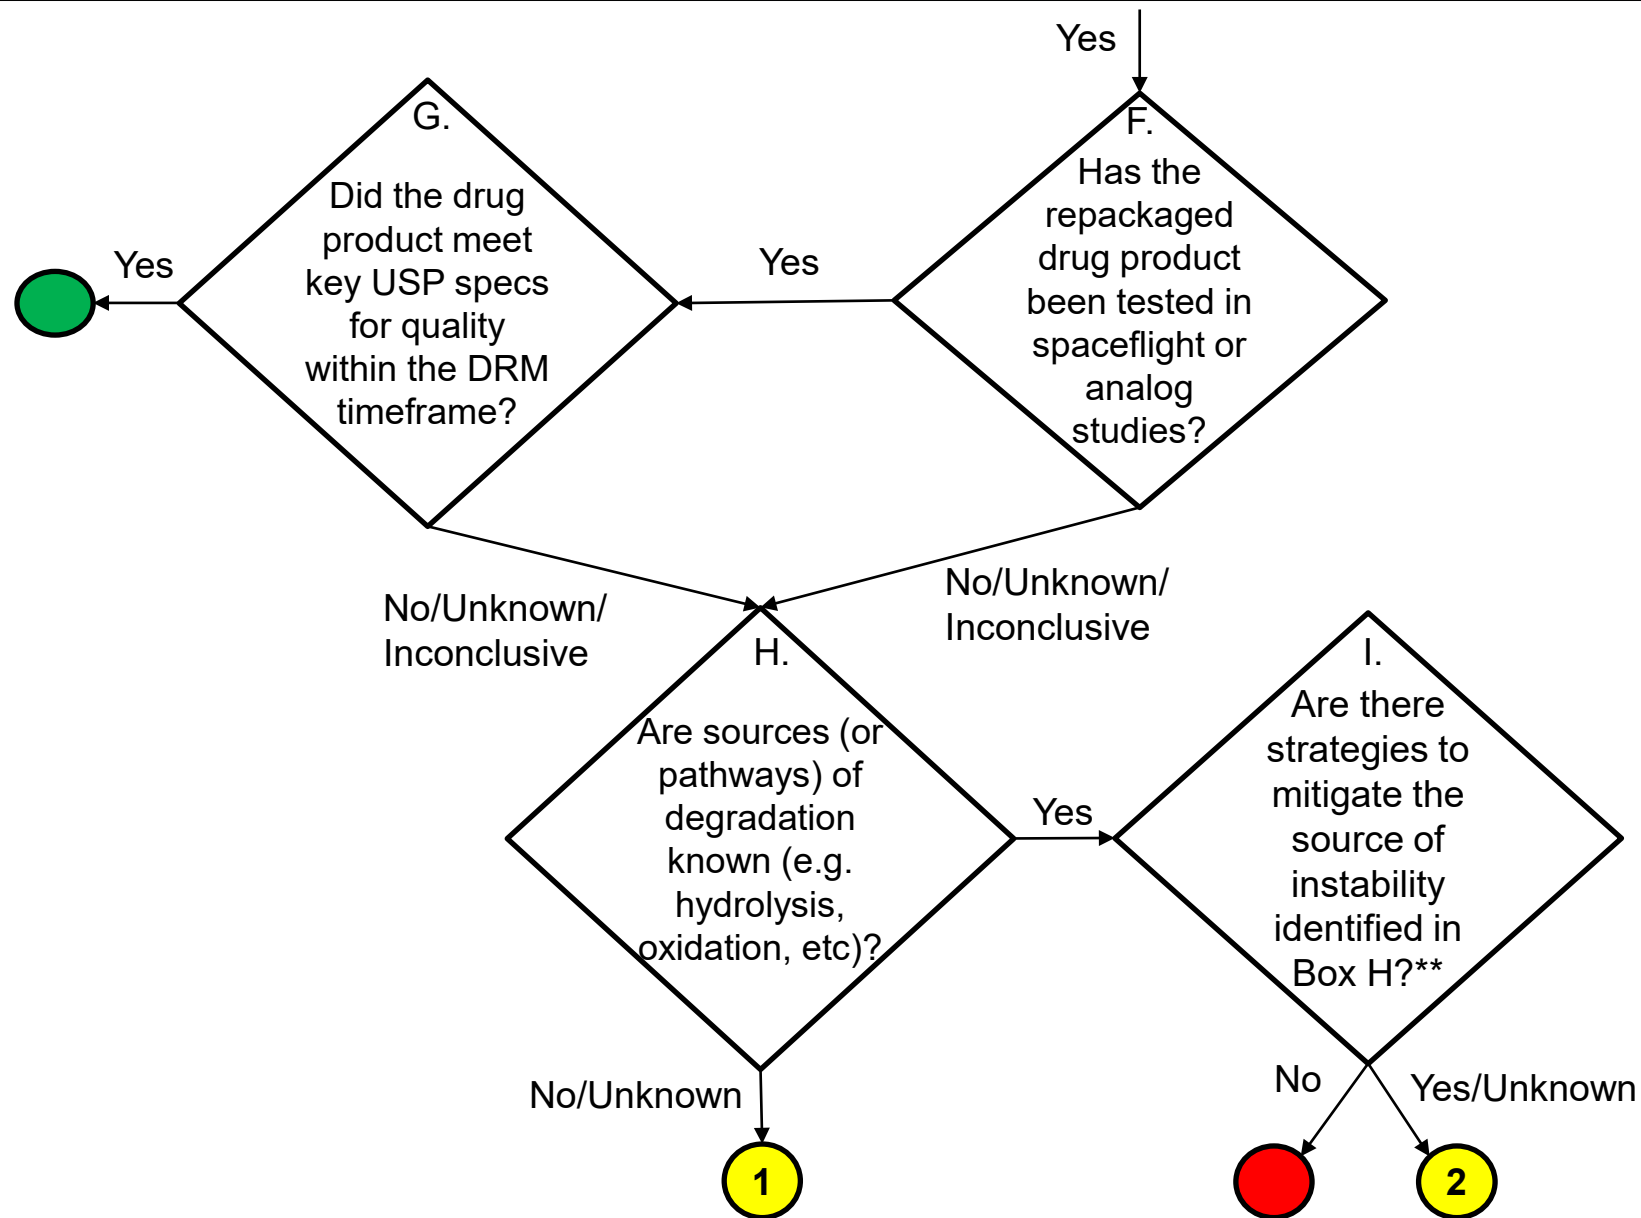 Yes
F.
Has the
repackaged
drug product
been tested in
spaceflight or
analog
studies?
Yes
G.
Did the drug
product meet
key USP specs
for quality
within the DRM
timeframe?
Yes
No/Unknown/
Inconclusive
No/Unknown/
Inconclusive
H.
Are sources (or
pathways) of
degradation
known (e.g.
hydrolysis,
oxidation, etc)?
Yes
I.
Are there
strategies to
mitigate the
source of
instability
identified in
Box H?**
No/Unknown
1
No
Yes/Unknown
2